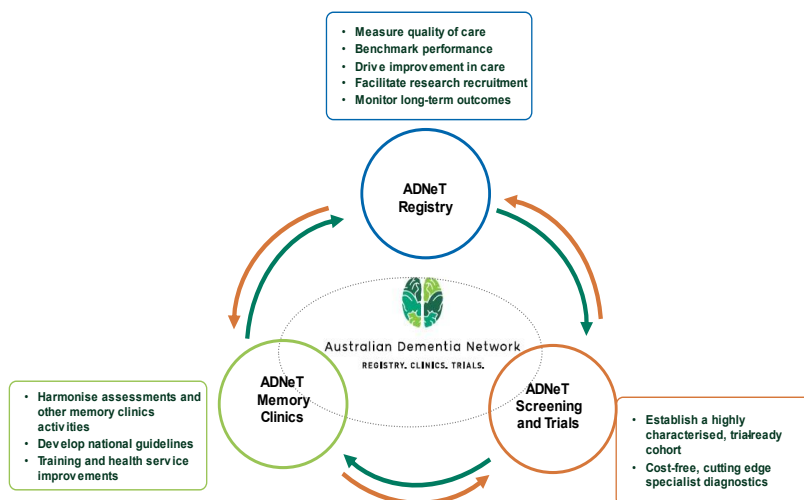 • Measure quality of care
• Benchmark performance
• Drive improvement in care
• Facilitate research recruitment
• Monitor long-term outcomes
ADNeT
Registry
Australian Dementia Network
REGISTRY. CLINICS. TRIALS.
ADNeT
Memory
Clinics
ADNeT
Screening
and Trials
• Harmonise assessments and
other memory clinics
activities
• Develop national guidelines
• Training and health service
improvements
• Establish a highly
characterised, trial-ready
cohort
• Cost-free, cutting edge
specialist diagnostics